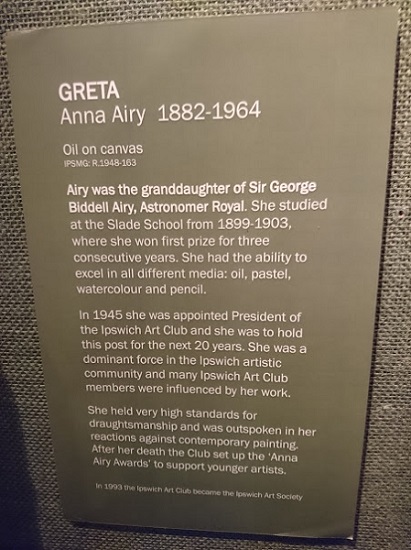 GRETA
Anna Airy 1882-1964
Oil on canvas
IPSMG: R.1948-163
Airy was the granddaughter of Sir George
Biddell Airy, Astronomer Royal. She studied
at the Slade School from 1899-1903,
where she won first prize for three
consecutive years. She had the ability to
excel in all different media: oil, pastel,
watercolour and pencil.
In 1945 she was appointed President of
the Ipswich Art Club and she was to hold
this post for the next 20 years. She was a
dominant force in the Ipswich artistic
community and many Ipswich Art Club
members were influenced by her work.
She held very high standards for
draughtsmanship and was outspoken in her
reactions against contemporary painting.
After her death the Club set up the 'Anna
Airy Awards' to support younger artists.
In 1993 the Ipswich Art Club became the Ipswich Art Society